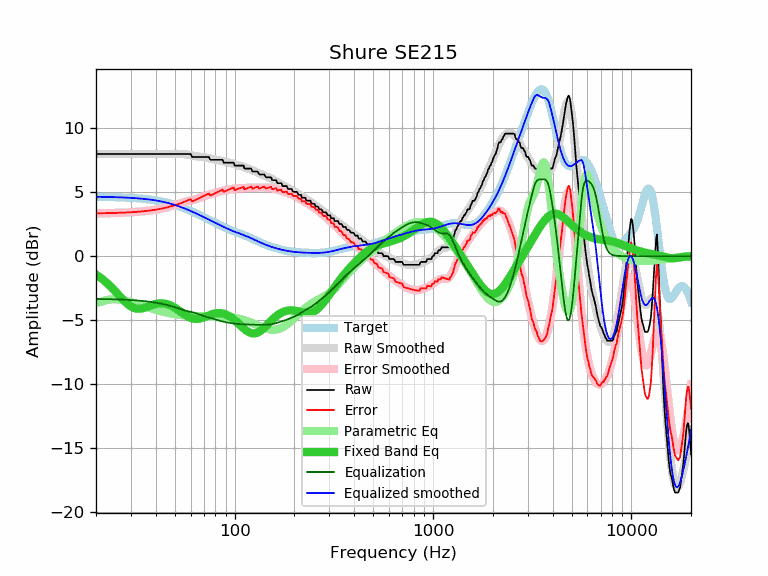 Shure SE215
Amplitude (dBr)
10
5
0
−5
−10
−15
−20
Target
Raw Smoothed
Error Smoothed
Raw
Error
Parametric Eq
Fixed Band Eq
Equalization
Equalized smoothed
100
1000
10000
Frequency (Hz)